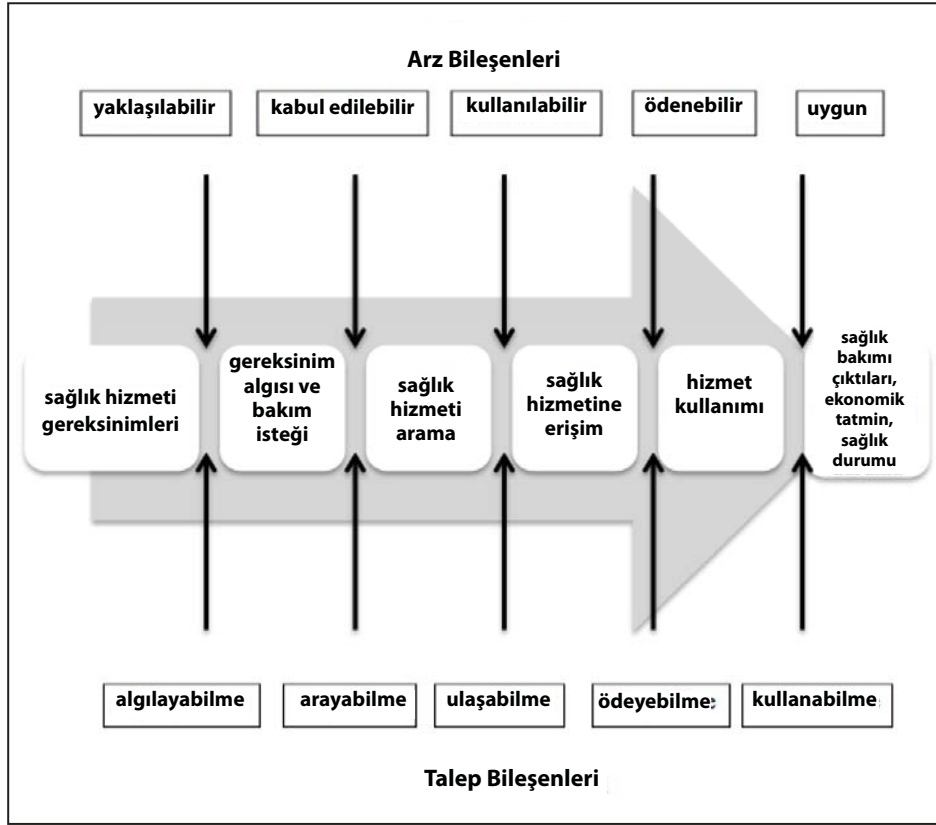 Arz Bileşenleri
yaklaşılabilir
kabul edilebilir
kullanılabilir
ödenebilir
uygun
sağlık hizmeti
gereksinimleri
gereksinim
algısı ve
bakım
isteği
sağlık
hizmeti
arama
sağlık
hizmetine
erişim
hizmet
kullanımı
sağlık
bakımı
çıktıları,
ekonomik
tatmin,
sağlık
durumu
algılayabilme
arayabilme
ulaşabilme
ödeyebilme
kullanabilme
Talep Bileşenleri